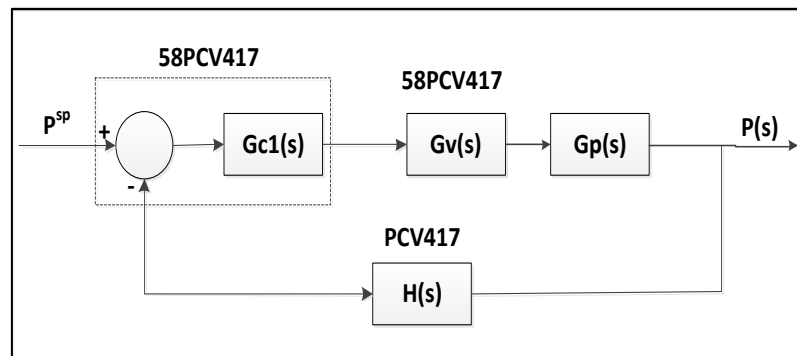 58PCV417
58PCV417
P^sp
+
-
Gc1(s)
Gv(s)
Gp(s)
P(s)
PCV417
H(s)